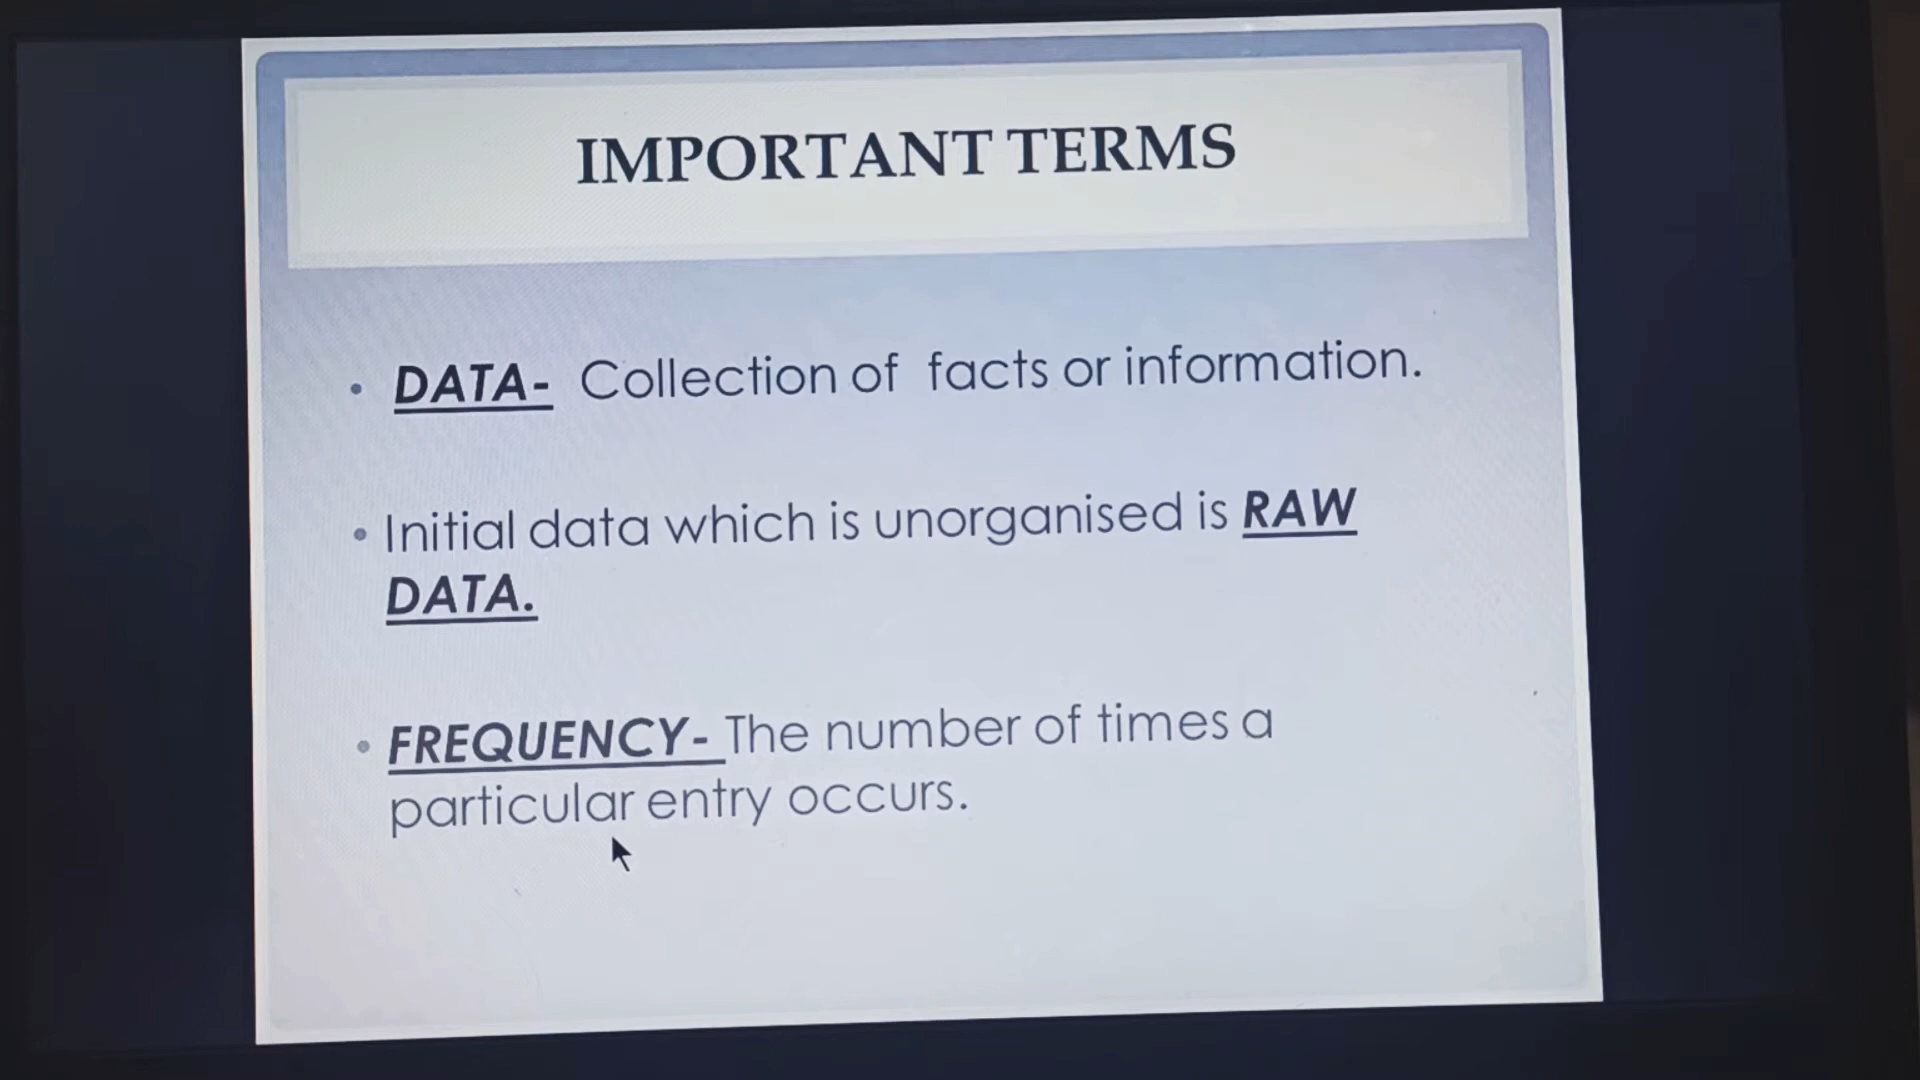 IMPORTANT TERMS
• DATA- Collection of facts or information.
• Initial data which is unorganised is RAW
DATA.
• FREQUENCY- The number of times a
particular entry occurs.